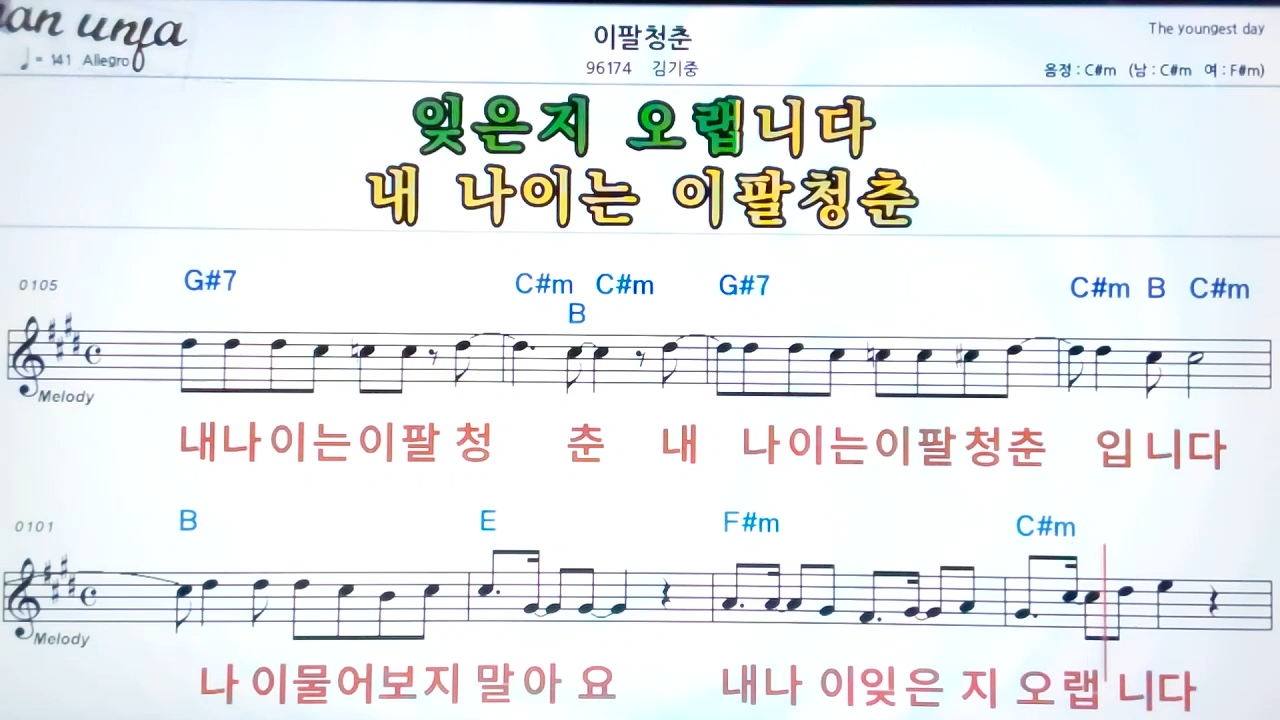 이팔청춘
The youngest day
♩= 141 Allegro
96174 김기중
음정 : C#m (남 : C#m 여 : F#m)
잊은지 오랩니다
내 나이는 이팔청춘
0105
G#7 C#m C#m G#7 C#m B C#m
B
Melody
내나이는이팔 청 춘 내 나이는이팔청춘 입니다
0101
B E F#m C#m
Melody
나 이물어보지 말아 요 내나 이잊은 지 오랩 니다